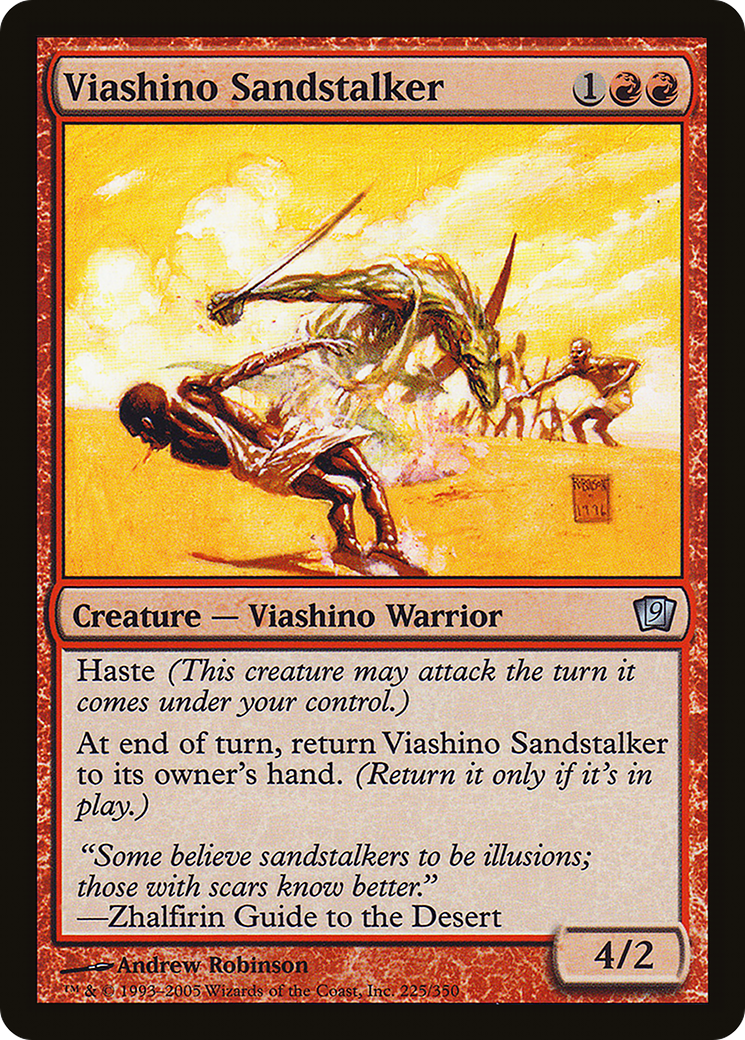 Viashino Sandstalker 1
ROBINSON
1996
Creature — Viashino Warrior 9
Haste (This creature may attack the turn it
comes under your control.)
At end of turn, return Viashino Sandstalker
to its owner's hand. (Return it only if it's in
play.)
“Some believe sandstalkers to be illusions;
those with scars know better.”
—Zhalfirin Guide to the Desert
4/2
Andrew Robinson
™ & © 1993–2005 Wizards of the Coast, Inc. 225/350